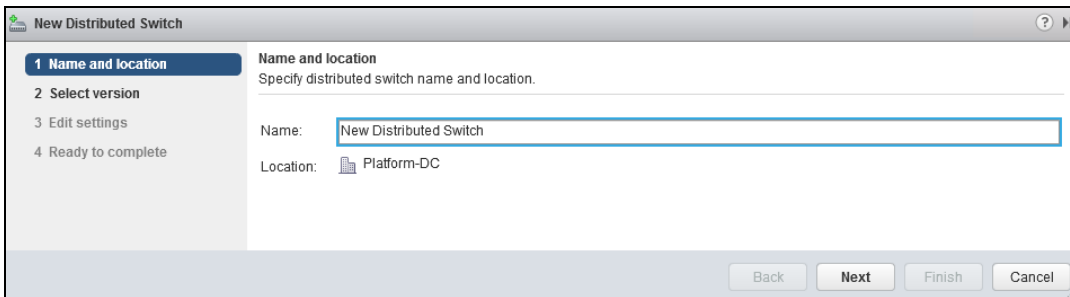 New Distributed Switch
?
1 Name and location
2 Select version
3 Edit settings
4 Ready to complete
Name and location
Specify distributed switch name and location.
Name: New Distributed Switch
Location: Platform-DC
Back Next Finish Cancel